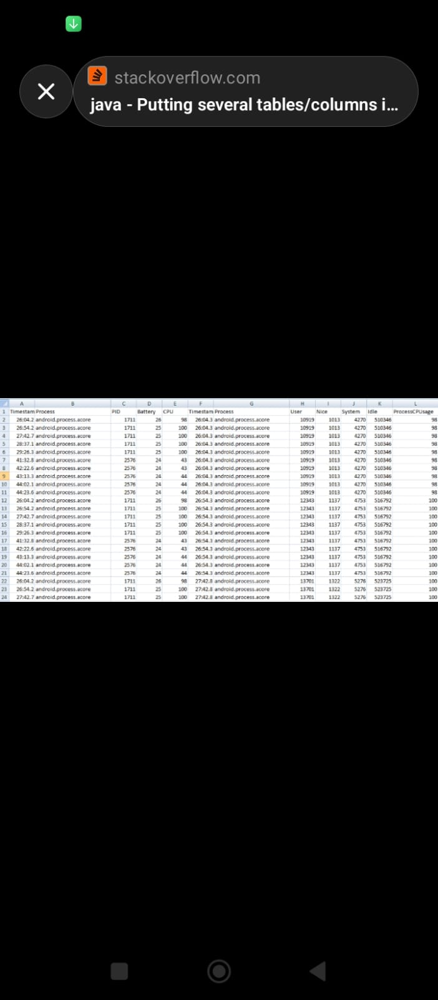 stackoverflow.com
java - Putting several tables/columns i...
A B C D E F G H I J K L
1 Timestam Process PID Battery CPU Timestam Process User Nice System Idle ProcessCPUsage
2 26:04.2 android.process.acore 1711 26 98 26:04.3 android.process.acore 10919 1013 4270 510346 98
3 26:54.2 android.process.acore 1711 25 100 26:04.3 android.process.acore 10919 1013 4270 510346 98
4 27:42.7 android.process.acore 1711 25 100 26:04.3 android.process.acore 10919 1013 4270 510346 98
5 28:37.1 android.process.acore 1711 25 100 26:04.3 android.process.acore 10919 1013 4270 510346 98
6 29:26.3 android.process.acore 1711 25 100 26:04.3 android.process.acore 10919 1013 4270 510346 98
7 41:32.8 android.process.acore 2576 24 43 26:04.3 android.process.acore 10919 1013 4270 510346 98
8 42:22.6 android.process.acore 2576 24 43 26:04.3 android.process.acore 10919 1013 4270 510346 98
9 43:13.3 android.process.acore 2576 24 44 26:04.3 android.process.acore 10919 1013 4270 510346 98
10 44:02.1 android.process.acore 2576 24 44 26:04.3 android.process.acore 10919 1013 4270 510346 98
11 44:23.6 android.process.acore 2576 24 44 26:04.3 android.process.acore 10919 1013 4270 510346 98
12 26:04.2 android.process.acore 1711 26 98 26:54.3 android.process.acore 12343 1137 4753 516792 100
13 26:54.2 android.process.acore 1711 25 100 26:54.3 android.process.acore 12343 1137 4753 516792 100
14 27:42.7 android.process.acore 1711 25 100 26:54.3 android.process.acore 12343 1137 4753 516792 100
15 28:37.1 android.process.acore 1711 25 100 26:54.3 android.process.acore 12343 1137 4753 516792 100
16 29:26.3 android.process.acore 1711 25 100 26:54.3 android.process.acore 12343 1137 4753 516792 100
17 41:32.8 android.process.acore 2576 24 43 26:54.3 android.process.acore 12343 1137 4753 516792 100
18 42:22.6 android.process.acore 2576 24 43 26:54.3 android.process.acore 12343 1137 4753 516792 100
19 43:13.3 android.process.acore 2576 24 44 26:54.3 android.process.acore 12343 1137 4753 516792 100
20 44:02.1 android.process.acore 2576 24 44 26:54.3 android.process.acore 12343 1137 4753 516792 100
21 44:23.6 android.process.acore 2576 24 44 26:54.3 android.process.acore 12343 1137 4753 516792 100
22 26:04.2 android.process.acore 1711 26 98 27:42.8 android.process.acore 13701 1322 5276 523725 100
23 26:54.2 android.process.acore 1711 25 100 27:42.8 android.process.acore 13701 1322 5276 523725 100
24 27:42.7 android.process.acore 1711 25 100 27:42.8 android.process.acore 13701 1322 5276 523725 100